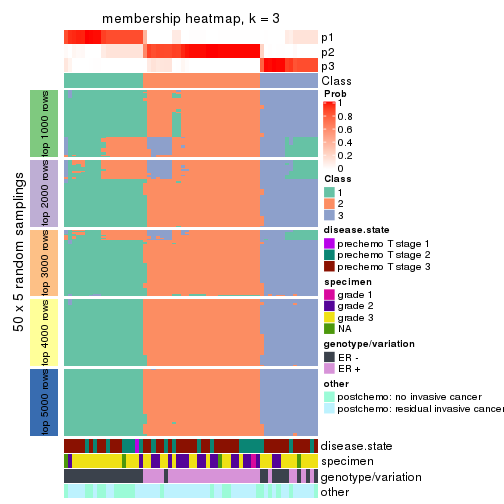 membership heatmap, k = 3
p1
p2
p3
Class
50 x 5 random samplings
top 1000 rows
top 2000 rows
top 3000 rows
top 4000 rows
top 5000 rows
Prob
1
0.8
0.6
0.4
0.2
0
Class
1
2
3
disease.state
prechemo T stage 1
prechemo T stage 2
prechemo T stage 3
specimen
grade 1
grade 2
grade 3
NA
genotype/variation
ER -
ER +
other
postchemo: no invasive cancer
postchemo: residual invasive cancer
disease.state
specimen
genotype/variation
other